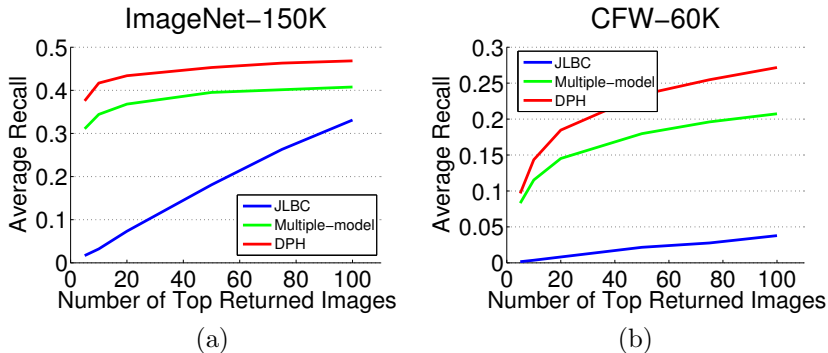 ImageNet−150K
Average Recall
0.5
0.4
0.3
0.2
0.1
0
JLBC
Multiple−model
DPH
0 20 40 60 80 100
Number of Top Returned Images
(a)
CFW−60K
Average Recall
0.3
0.25
0.2
0.15
0.1
0.05
0
JLBC
Multiple−model
DPH
0 20 40 60 80 100
Number of Top Returned Images
(b)